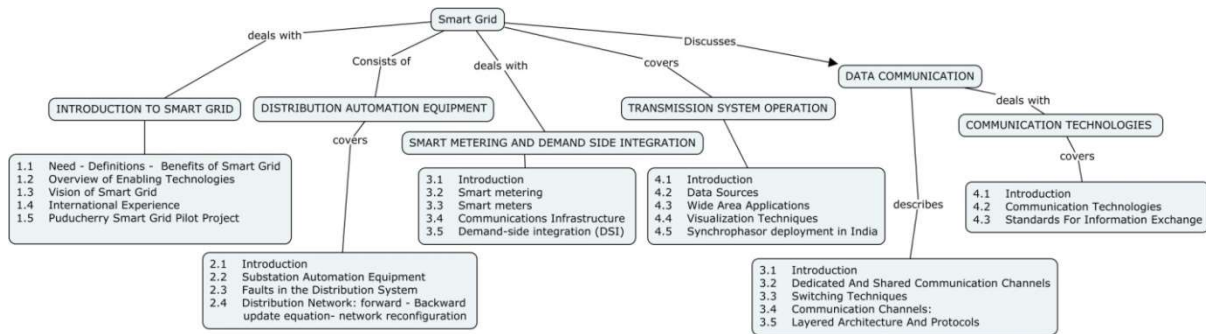 Smart Grid
deals with
Consists of
deals with
covers
Discusses
DATA COMMUNICATION
deals with
INTRODUCTION TO SMART GRID
DISTRIBUTION AUTOMATION EQUIPMENT
TRANSMISSION SYSTEM OPERATION
COMMUNICATION TECHNOLOGIES
covers
SMART METERING AND DEMAND SIDE INTEGRATION
covers
1.1 Need - Definitions - Benefits of Smart Grid
1.2 Overview of Enabling Technologies
1.3 Vision of Smart Grid
1.4 International Experience
1.5 Puducherry Smart Grid Pilot Project
3.1 Introduction
3.2 Smart metering
3.3 Smart meters
3.4 Communications Infrastructure
3.5 Demand-side integration (DSI)
4.1 Introduction
4.2 Data Sources
4.3 Wide Area Applications
4.4 Visualization Techniques
4.5 Synchrophasor deployment in India
describes
4.1 Introduction
4.2 Communication Technologies
4.3 Standards For Information Exchange
2.1 Introduction
2.2 Substation Automation Equipment
2.3 Faults in the Distribution System
2.4 Distribution Network: forward - Backward
update equation- network reconfiguration
3.1 Introduction
3.2 Dedicated And Shared Communication Channels
3.3 Switching Techniques
3.4 Communication Channels:
3.5 Layered Architecture And Protocols